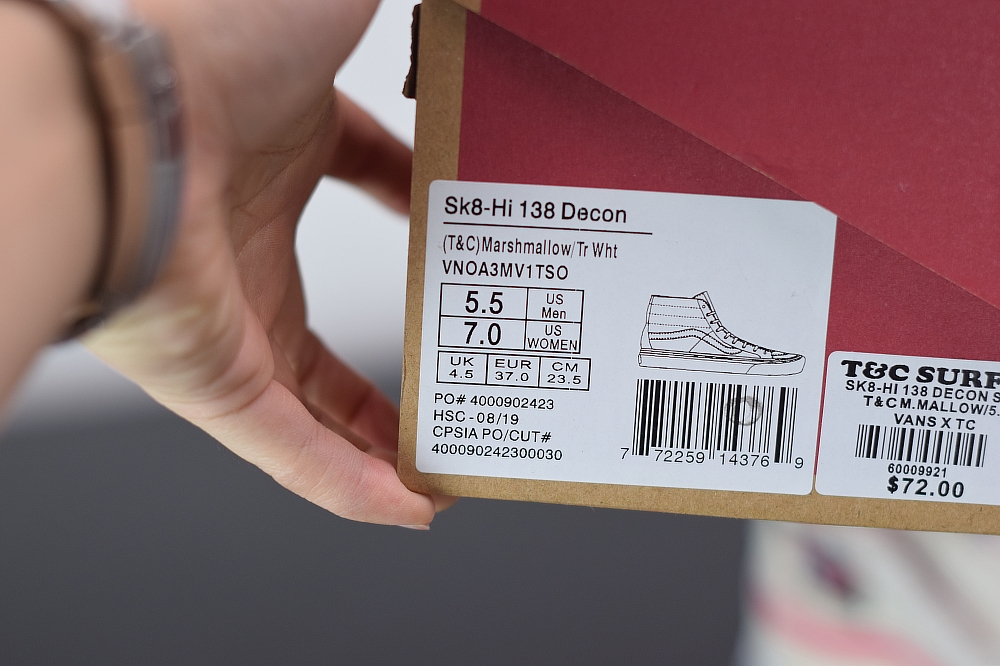 Sk8-Hi 138 Decon
(T&C)Marshmallow/Tr Wht
VN0A3MV1TSO
5.5 US Men
7.0 US WOMEN
UK 4.5 EUR 37.0 CM 23.5
PO# 4000902423
HSC - 08/19
CPSIA PO/CUT#
400090242300030
7 72259 14376 9
T&C SURF
SK8-HI 138 DECON S
T&C M.MALLOW/5.
VANS X TC
60009921
$72.00